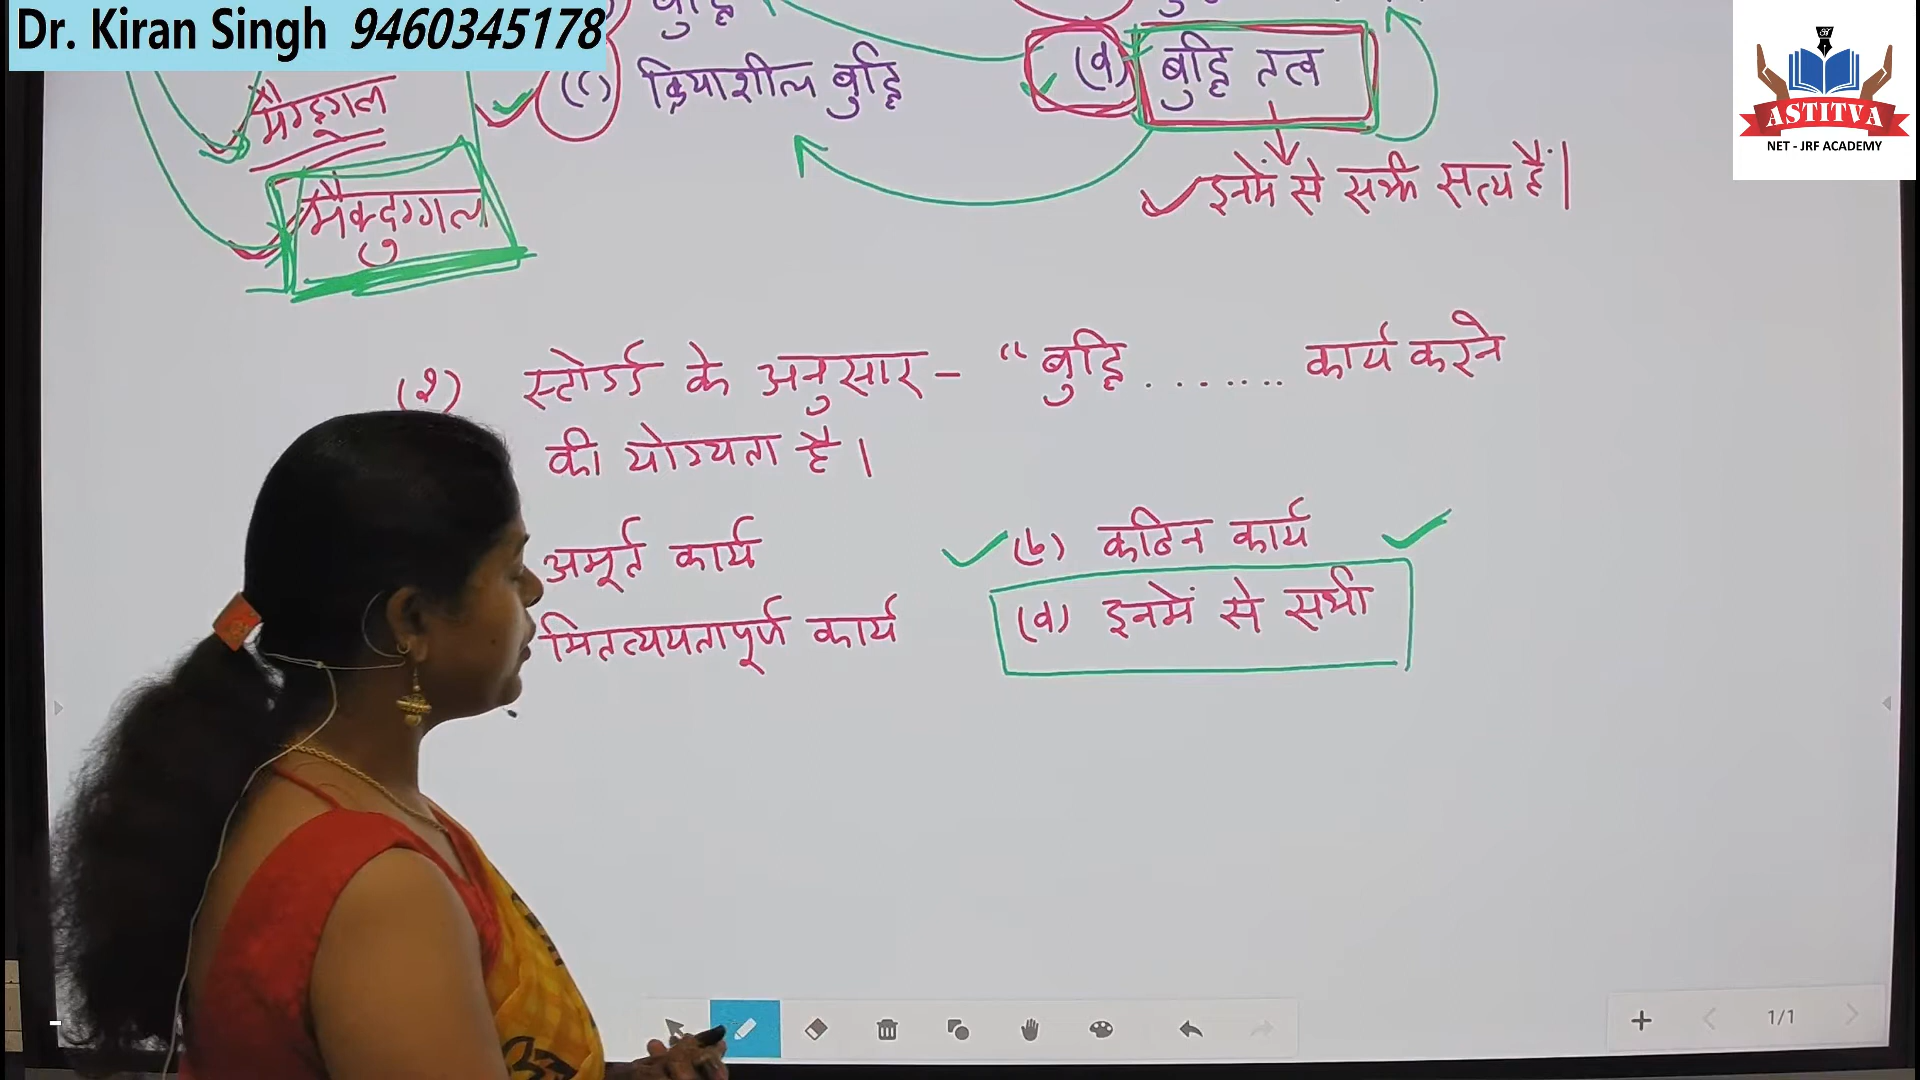 Dr. Kiran Singh 9460345178
ASTITVA
NET - JRF ACADEMY
(c) क्रियाशील बुद्धि
(d) बुद्धि तत्व
मैग्डूगल
मैक्डुग्गल
इनमें से सभी सत्य हैं।
(2) स्टोडर्ड के अनुसार - "बुद्धि ........ कार्य करने
की योग्यता है।
अमूर्त कार्य
(b) कठिन कार्य
मितव्ययतापूर्ण कार्य
(d) इनमें से सभी
1/1